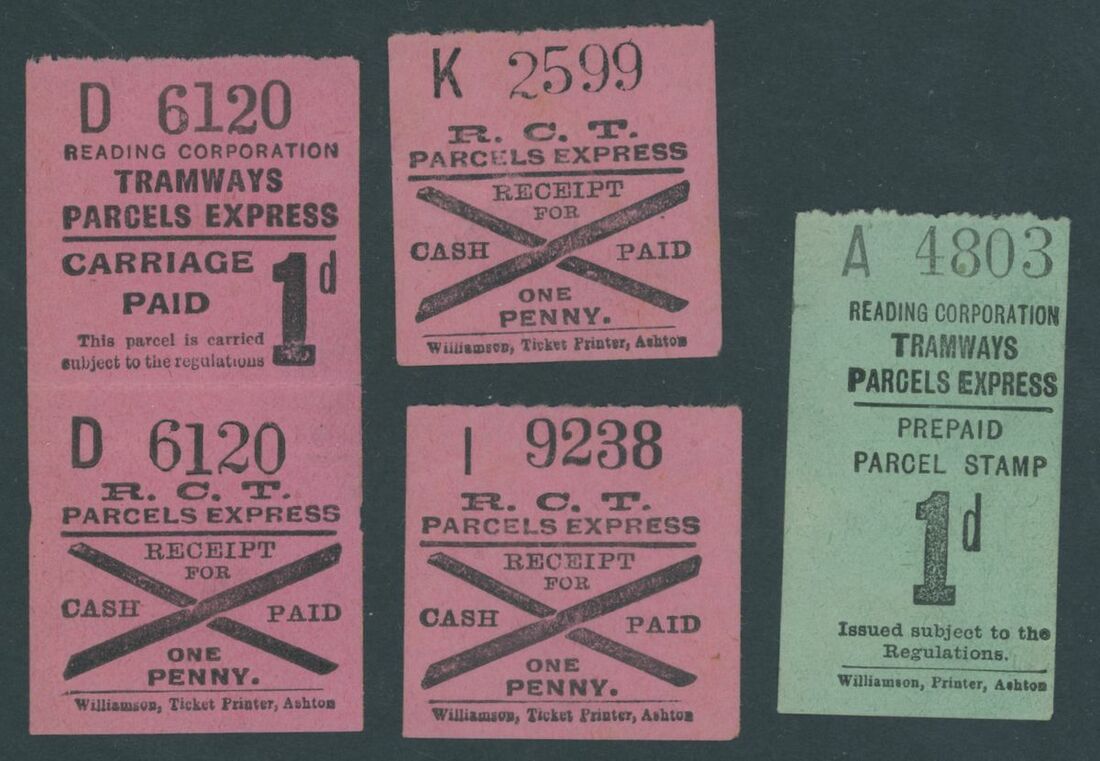 D 6120
READING CORPORATION
TRAMWAYS
PARCELS EXPRESS
CARRIAGE
PAID
1d
This parcel is carried
subject to the regulations
D 6120
R. C. T.
PARCELS EXPRESS
RECEIPT
FOR
CASH PAID
ONE
PENNY.
Williamson, Ticket Printer, Ashton
K 2599
R. C. T.
PARCELS EXPRESS
RECEIPT
FOR
CASH PAID
ONE
PENNY.
Williamson, Ticket Printer, Ashton
I 9238
R. C. T.
PARCELS EXPRESS
RECEIPT
FOR
CASH PAID
ONE
PENNY.
Williamson, Ticket Printer, Ashton
A 4803
READING CORPORATION
TRAMWAYS
PARCELS EXPRESS
PREPAID
PARCEL STAMP
1d
Issued subject to the
Regulations.
Williamson, Printer, Ashton